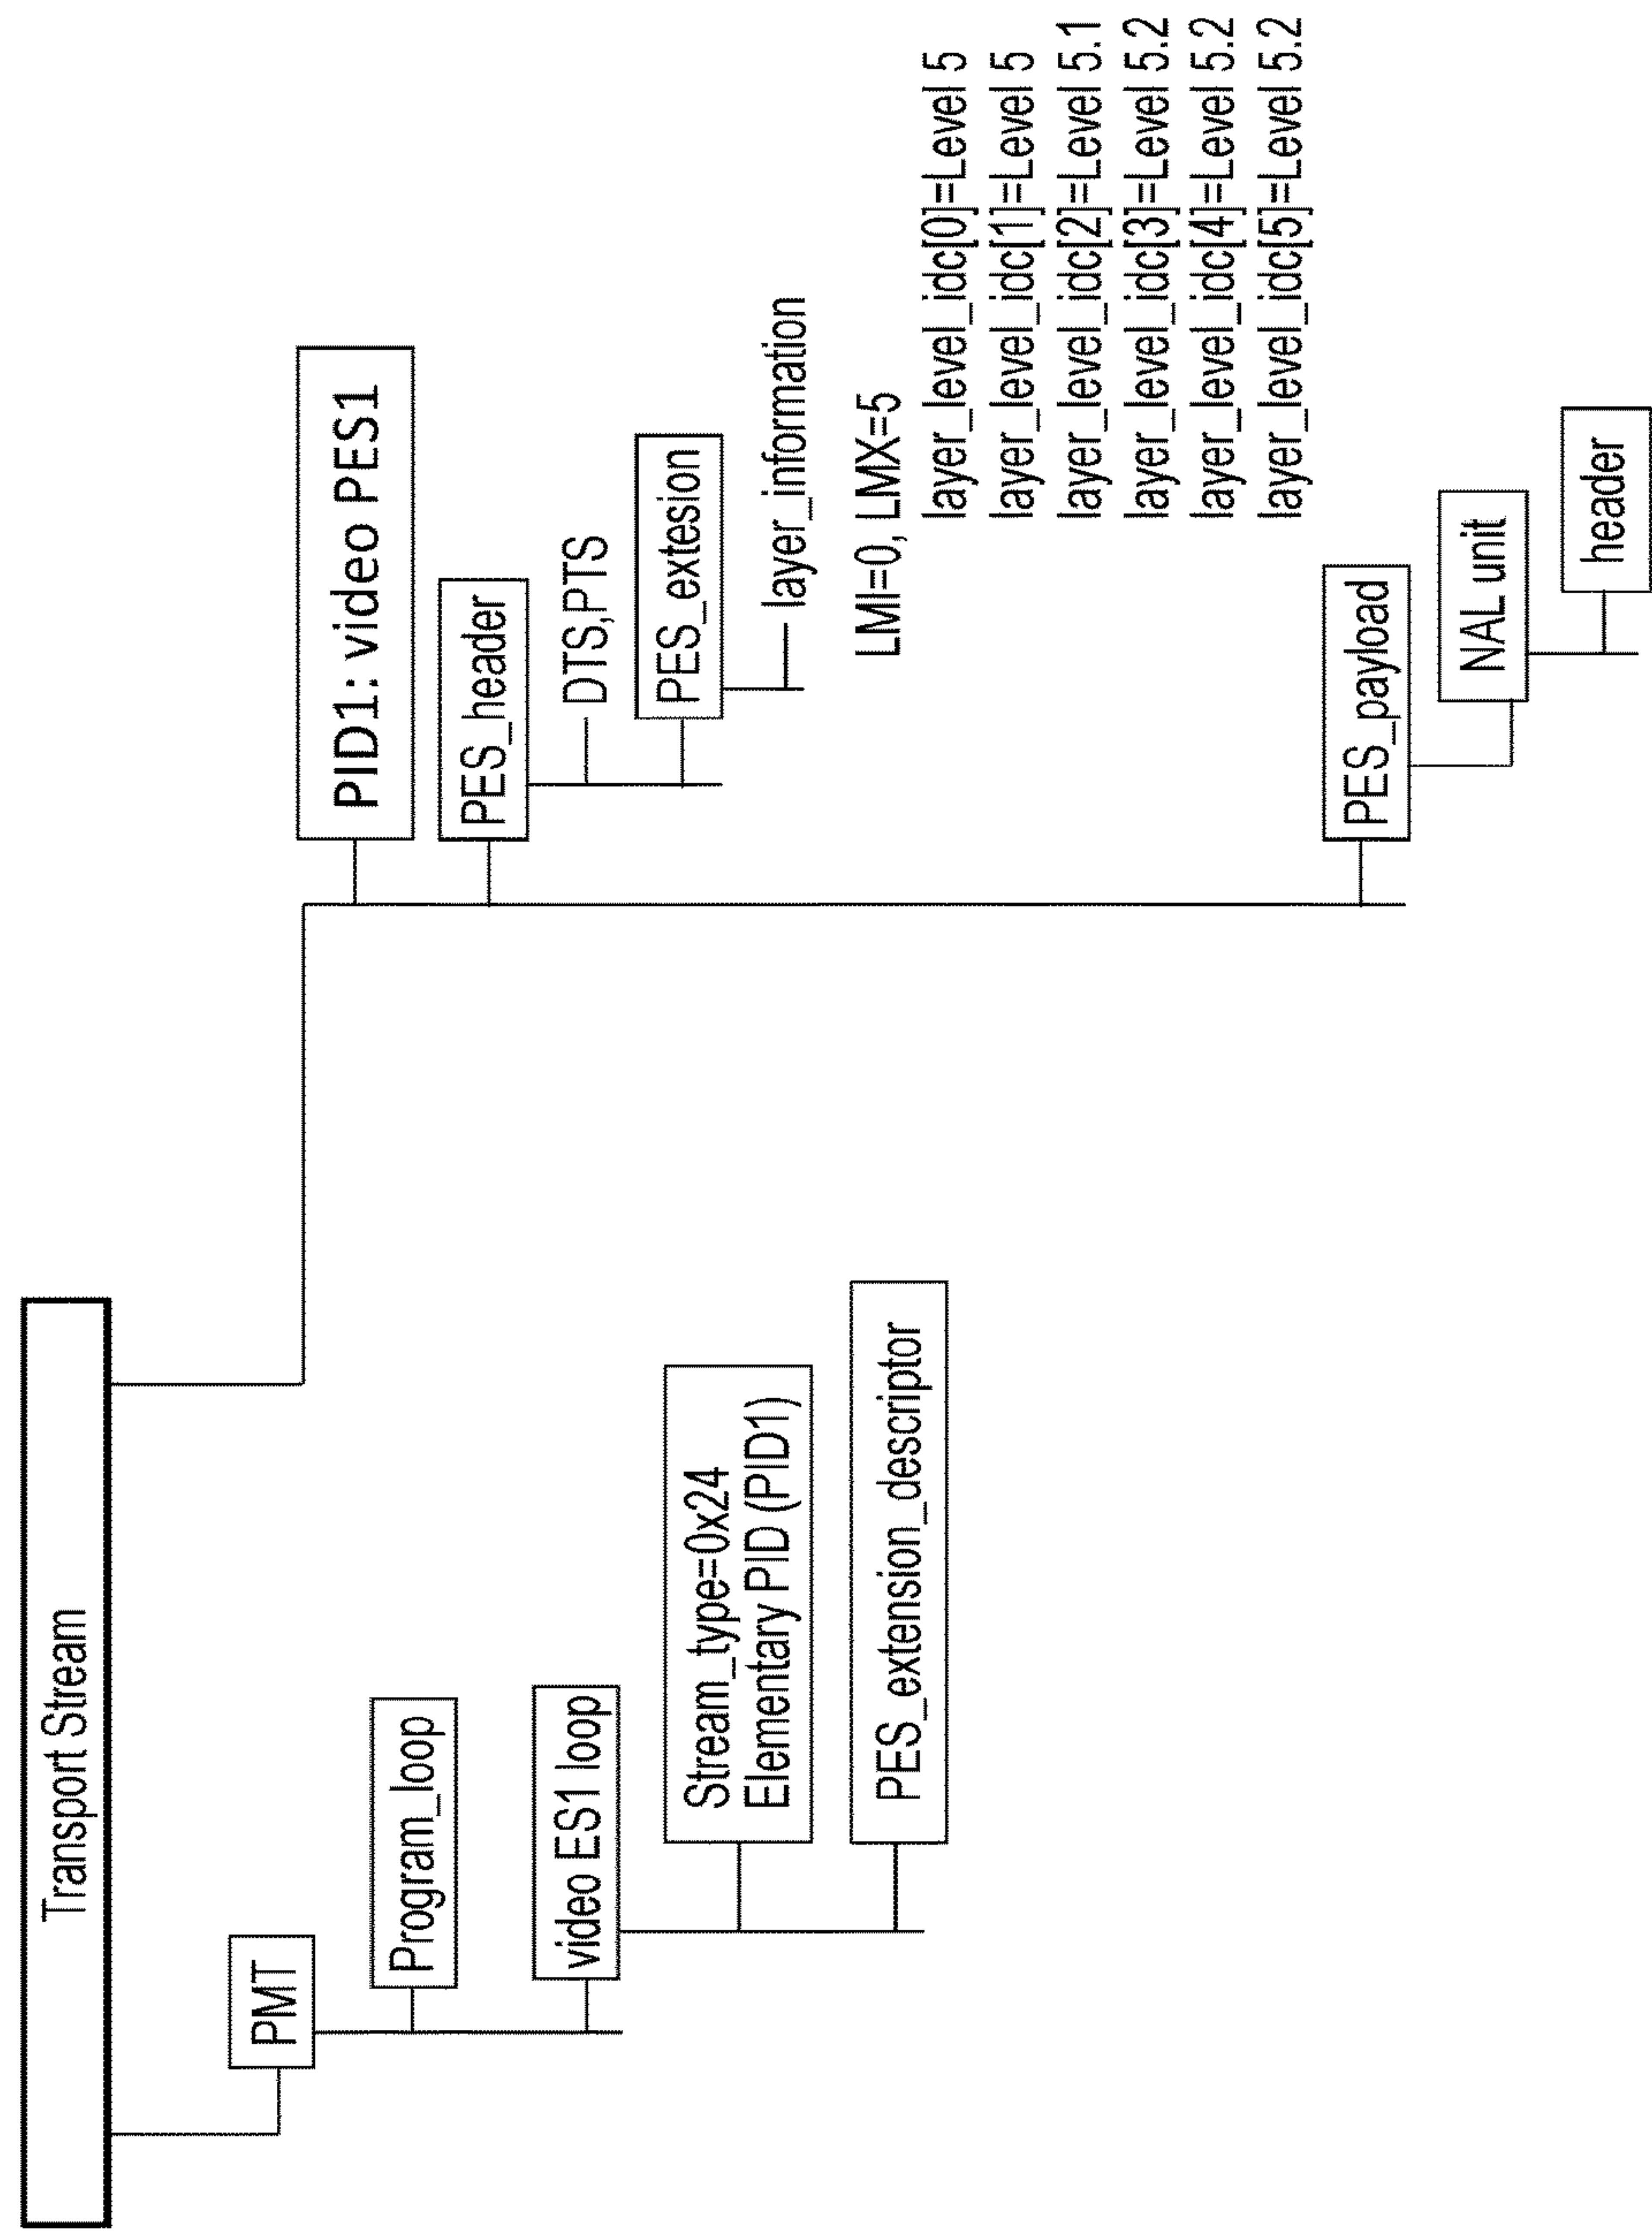 Transport Stream
PMT
Program_loop
video ES1 loop
Stream_type=0x24
Elementary PID (PID1)
PES_extension_descriptor
PID1: video PES1
PES_header
DTS,PTS
PES_extesion
layer_information
LMI=0, LMX=5
layer_level_idc[0]=Level 5
layer_level_idc[1]=Level 5
layer_level_idc[2]=Level 5.1
layer_level_idc[3]=Level 5.2
layer_level_idc[4]=Level 5.2
layer_level_idc[5]=Level 5.2
PES_payload
NAL unit
header